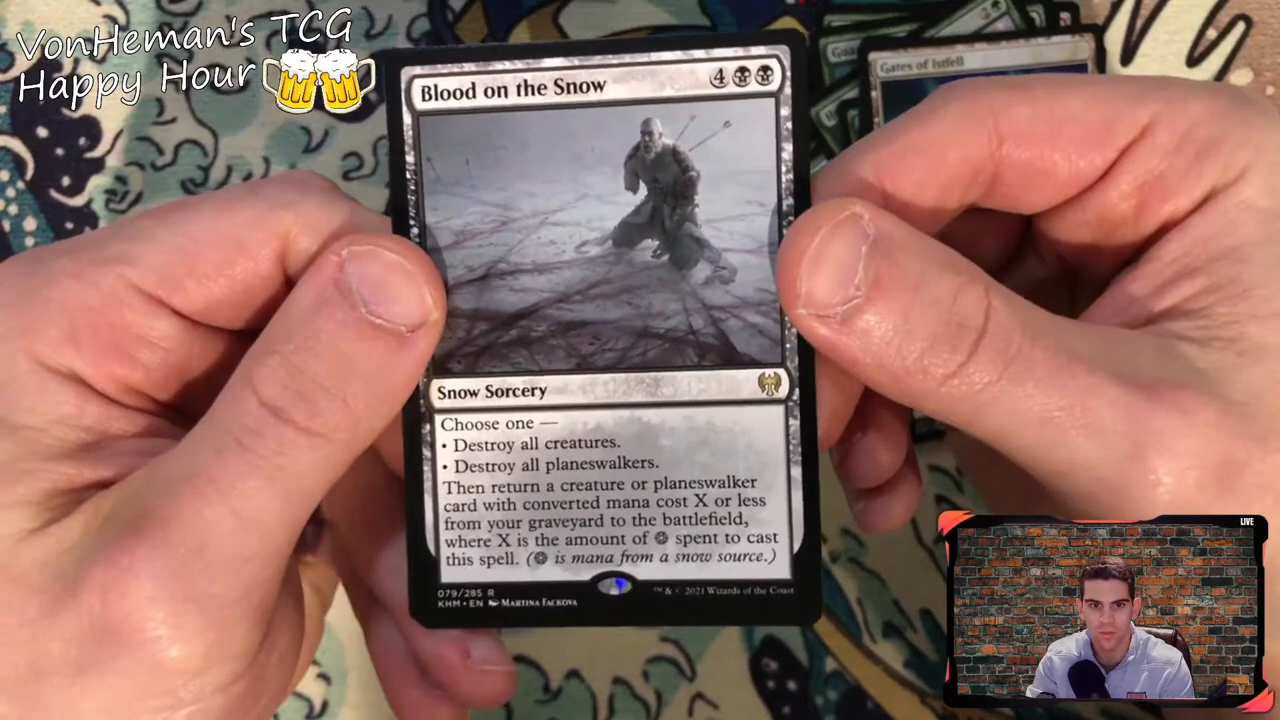 VonHeman's TCG
Happy Hour
Gates of Istfell
Blood on the Snow
4
Snow Sorcery
Choose one —
• Destroy all creatures.
• Destroy all planeswalkers.
Then return a creature or planeswalker
card with converted mana cost X or less
from your graveyard to the battlefield,
where X is the amount of spent to cast
this spell. ( is mana from a snow source.)
079/285 R
KHM • EN Martina Fačková
™ & © 2021 Wizards of the Coast
LIVE